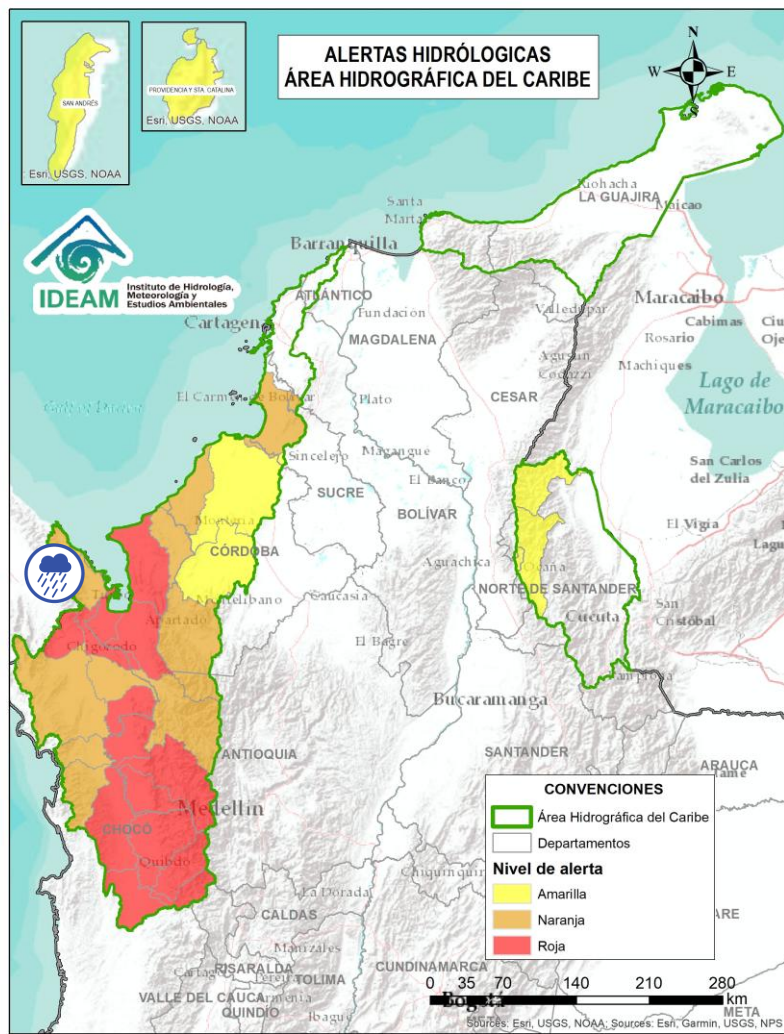 SAN ANDRÉS
Esri, USGS, NOAA
PROVIDENCIA Y STA. CATALINA
Esri, USGS, NOAA
ALERTAS HIDRÓLOGICAS
ÁREA HIDROGRÁFICA DEL CARIBE
N
W
E
S
IDEAM
Instituto de Hidrología,
Meteorología y
Estudios Ambientales
Riohacha
LA GUAJIRA
Maicao
Santa
Marta
Barranquilla
ATLÁNTICO
Cartagena
Fundación
MAGDALENA
Valledupar
Maracaibo
Cabimas
Rosario
Machiques
Agustín
Codazzi
CESAR
Lago de
Maracaibo
El Carmen de Bolívar
Plato
Sincelejo
Magangue
SUCRE
El Banco
BOLÍVAR
San Carlos
del Zulia
El Vigia
Montería
CÓRDOBA
Montelíbano
Caucasia
Aguachica
Ocaña
NORTE DE SANTANDER
Cúcuta
San
Cristóbal
Apartado
Chigorodo
El Bagre
Bucaramanga
Pamplona
ANTIOQUIA
SANTANDER
ARAUCA
Medellín
CHOCÓ
Quibdó
CALDAS
La Dorada
Manizales
RISARALDA
TOLIMA
CUNDINAMARCA
VALLE DEL CAUCA
QUINDÍO
Armenia
Ibague
Bogotá
META
CONVENCIONES
Área Hidrográfica del Caribe
Departamentos
Nivel de alerta
Amarilla
Naranja
Roja
0 35 70 140 210 280
km
Sources: Esri, USGS, NOAA; Sources: Esri, Garmin, USGS, NPS